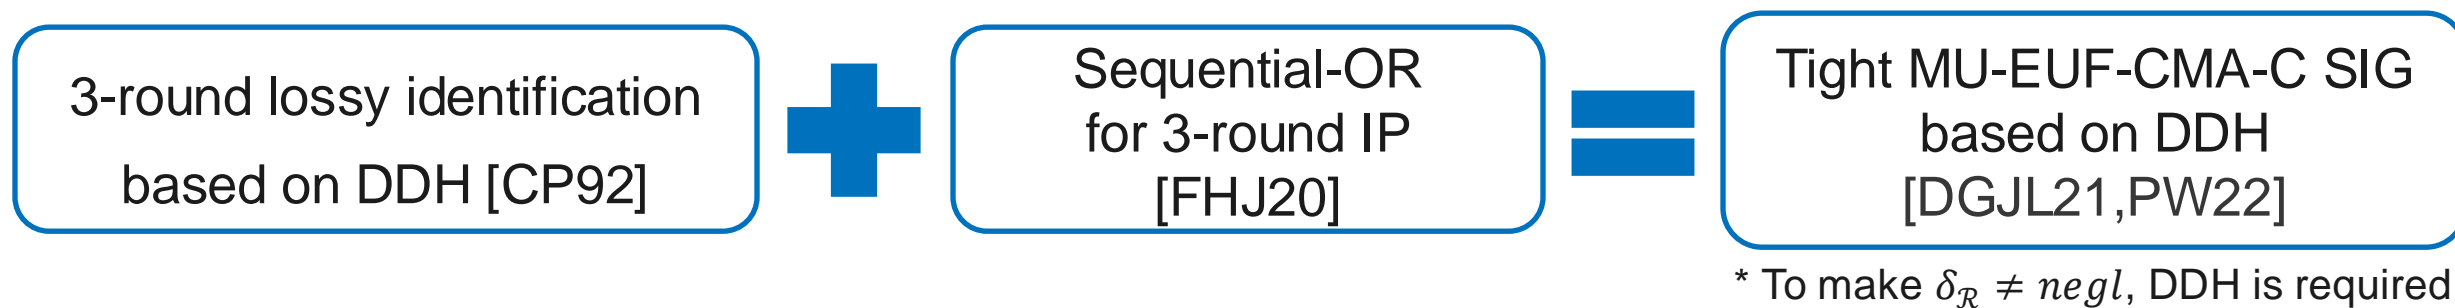 3-round lossy identification
based on DDH [CP92]
Sequential-OR
for 3-round IP
[FHJ20]
Tight MU-EUF-CMA-C SIG
based on DDH
[DGJL21,PW22]
* To make δ_ℛ ≠ negl, DDH is required